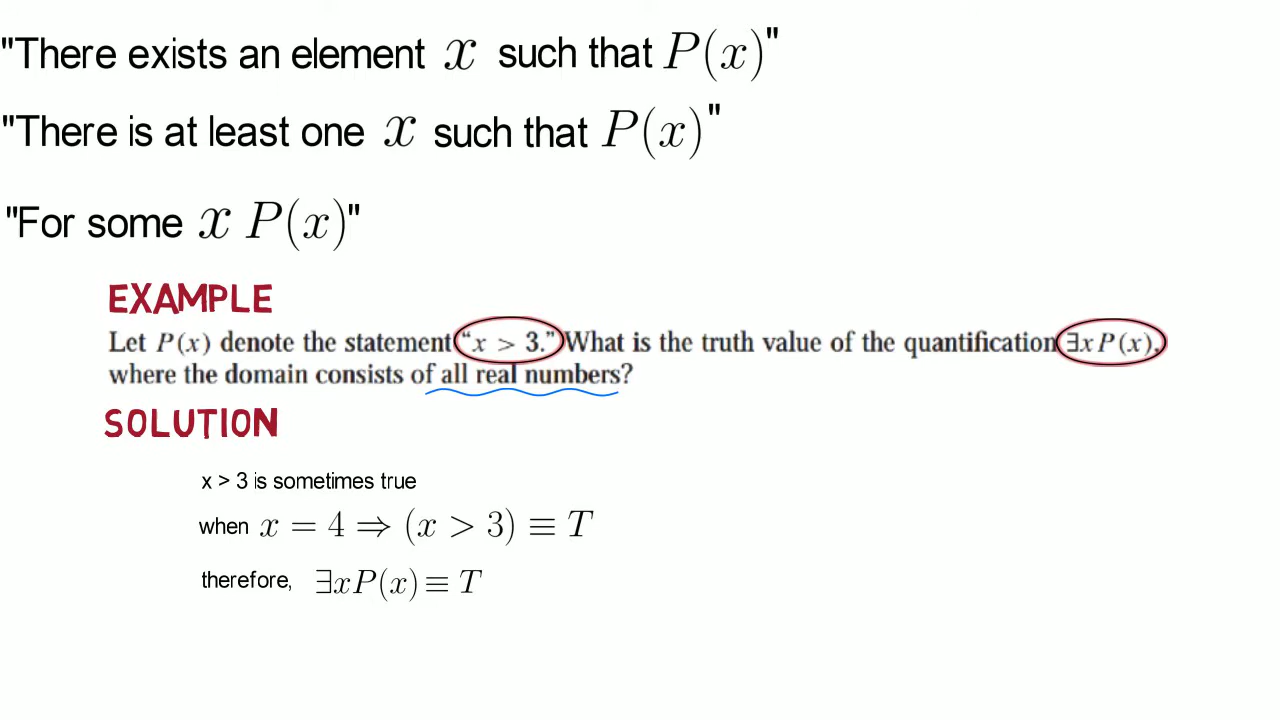 "There exists an element x such that P(x)"
"There is at least one x such that P(x)"
"For some x P(x)"
EXAMPLE
Let P(x) denote the statement “x > 3.” What is the truth value of the quantification ∃xP(x),
where the domain consists of all real numbers?
SOLUTION
x > 3 is sometimes true
when x = 4 ⇒ (x > 3) ≡ T
therefore, ∃xP(x) ≡ T